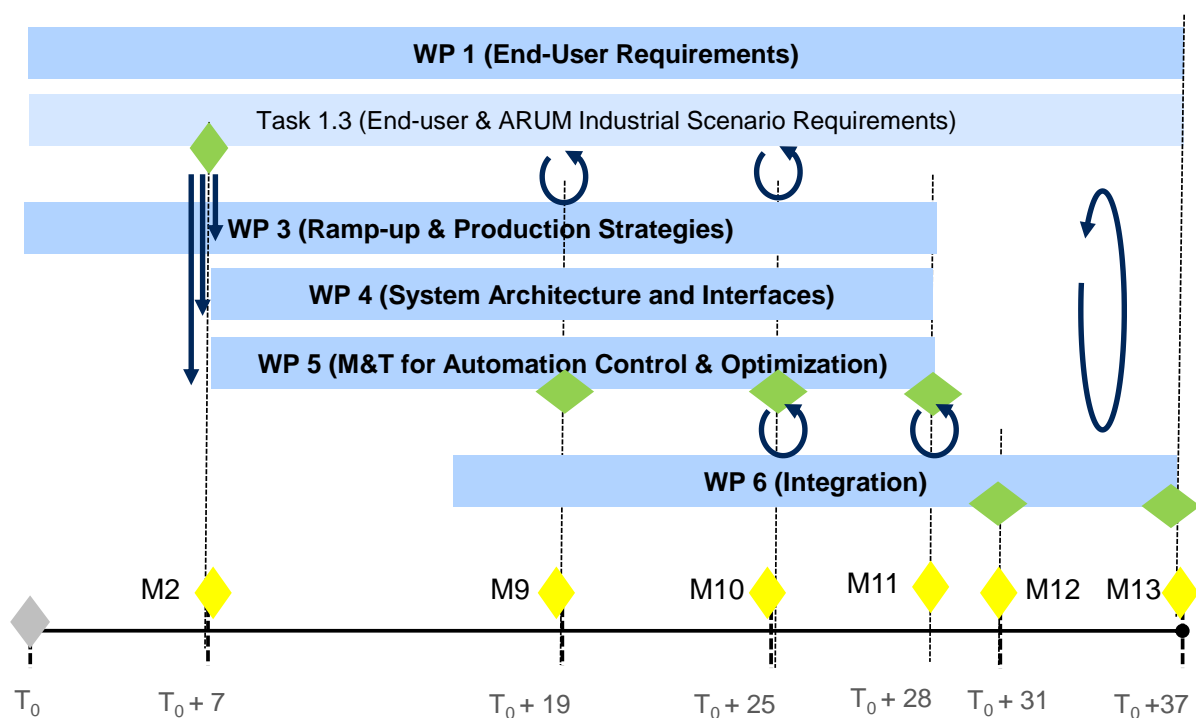 WP 1 (End-User Requirements)
Task 1.3 (End-user & ARUM Industrial Scenario Requirements)
WP 3 (Ramp-up & Production Strategies)
WP 4 (System Architecture and Interfaces)
WP 5 (M&T for Automation Control & Optimization)
WP 6 (Integration)
M2 M9 M10 M11 M12 M13
T0 T0 + 7 T0 + 19 T0 + 25 T0 + 28 T0 + 31 T0 +37